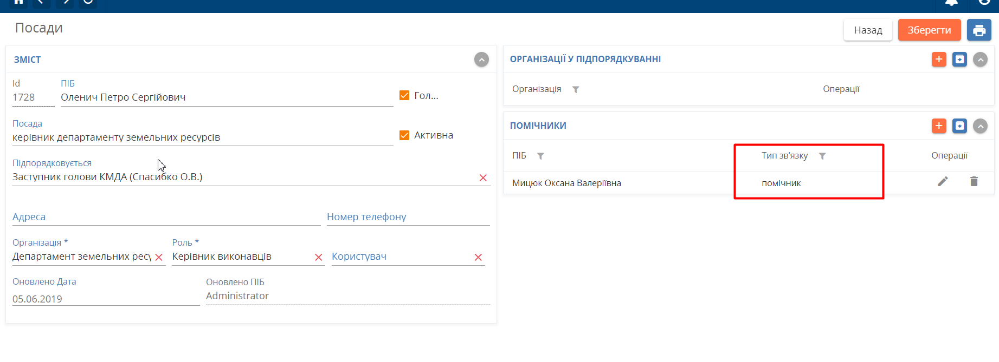 Посади
Назад
Зберегти
ЗМІСТ
Id
ПІБ
1728
Оленич Петро Сергійович
Гол...
Посада
керівник департаменту земельних ресурсів
Активна
Підпорядковується
Заступник голови КМДА (Спасибко О.В.)
Адреса
Номер телефону
Організація *
Роль *
Департамент земельних ресу
Керівник виконавців
Користувач
Оновлено Дата
Оновлено ПІБ
05.06.2019
Administrator
ОРГАНІЗАЦІЇ У ПІДПОРЯДКУВАННІ
Організація
Операції
ПОМІЧНИКИ
ПІБ
Тип зв'язку
Операції
Мицюк Оксана Валеріївна
помічник